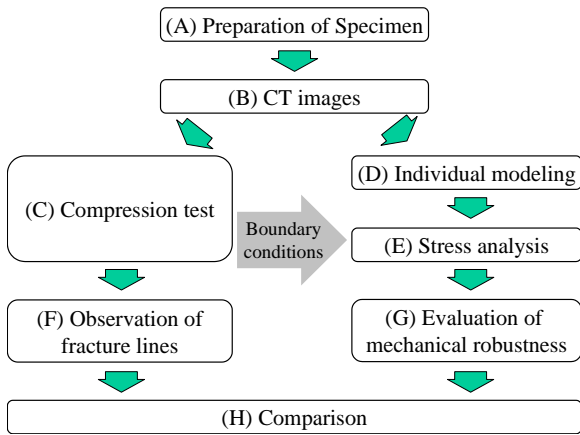 (A) Preparation of Specimen
(B) CT images
(C) Compression test
Boundary
conditions
(D) Individual modeling
(E) Stress analysis
(F) Observation of
fracture lines
(G) Evaluation of
mechanical robustness
(H) Comparison